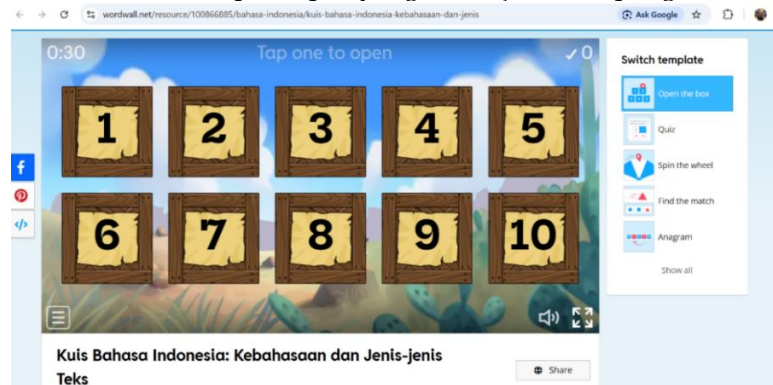 wordwall.net/resource/100866885/bahasa-indonesia/kuis-bahasa-indonesia-kebahasaan-dan-jenis
Ask Google
0:30
Tap one to open
✓ 0
1 2 3 4 5
6 7 8 9 10
Switch template
Open the box
Quiz
Spin the wheel
Find the match
Anagram
Show all
Kuis Bahasa Indonesia: Kebahasaan dan Jenis-jenis
Teks
Share